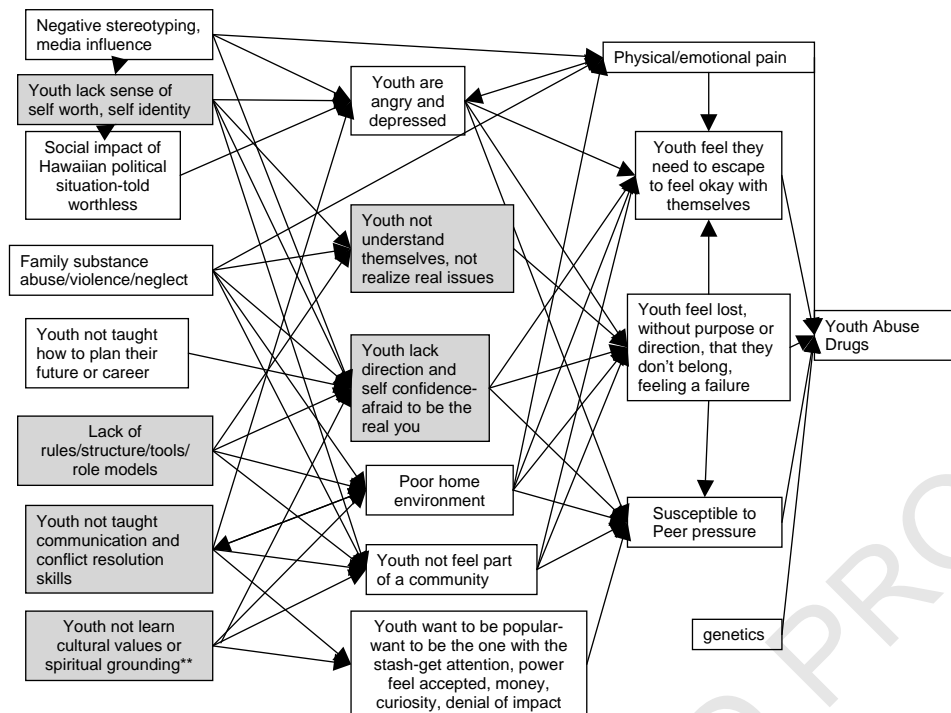 Negative stereotyping,
media influence
Youth lack sense of
self worth, self identity
Social impact of
Hawaiian political
situation-told
worthless
Family substance
abuse/violence/neglect
Youth not taught
how to plan their
future or career
Lack of
rules/structure/tools/
role models
Youth not taught
communication and
conflict resolution
skills
Youth not learn
cultural values or
spiritual grounding**
Youth are
angry and
depressed
Youth not
understand
themselves, not
realize real issues
Youth lack
direction and
self confidence-
afraid to be the
real you
Poor home
environment
Youth not feel part
of a community
Youth want to be popular-
want to be the one with the
stash-get attention, power
feel accepted, money,
curiosity, denial of impact
Physical/emotional pain
Youth feel they
need to escape
to feel okay with
themselves
Youth feel lost,
without purpose or
direction, that they
don't belong,
feeling a failure
Susceptible to
Peer pressure
genetics
Youth Abuse
Drugs